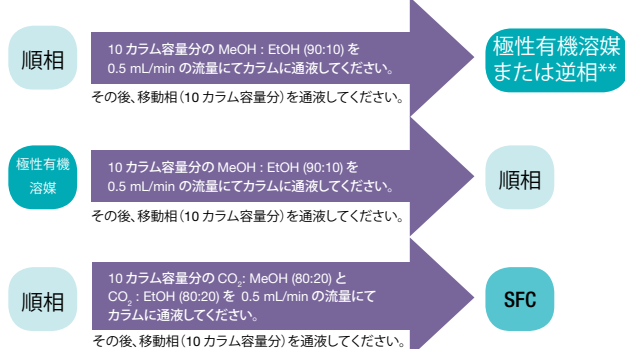 順相
10 カラム容量分の MeOH : EtOH (90:10) を
0.5 mL/min の流量にてカラムに通液してください。
その後、移動相(10 カラム容量分)を通液してください。
極性有機溶媒
または逆相**
極性有機
溶媒
10 カラム容量分の MeOH : EtOH (90:10) を
0.5 mL/min の流量にてカラムに通液してください。
その後、移動相(10 カラム容量分)を通液してください。
順相
順相
10 カラム容量分の CO₂: MeOH (80:20) と
CO₂ : EtOH (80:20) を 0.5 mL/min の流量にて
カラムに通液してください。
その後、移動相(10 カラム容量分)を通液してください。
SFC